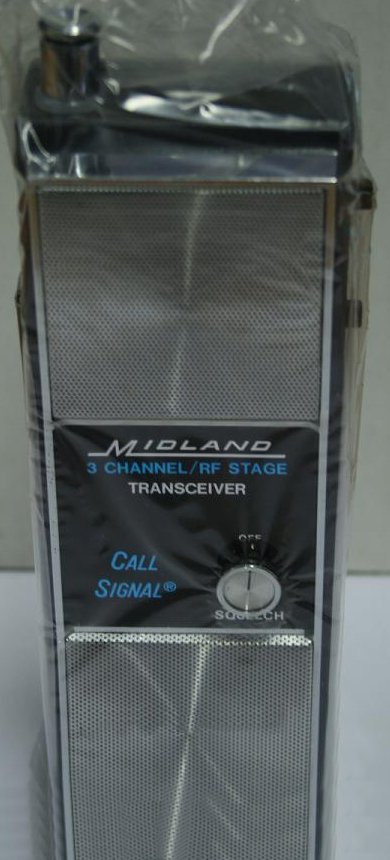 MIDLAND
3 CHANNEL/RF STAGE
TRANSCEIVER
CALL
SIGNAL®
OFF
SQUELCH